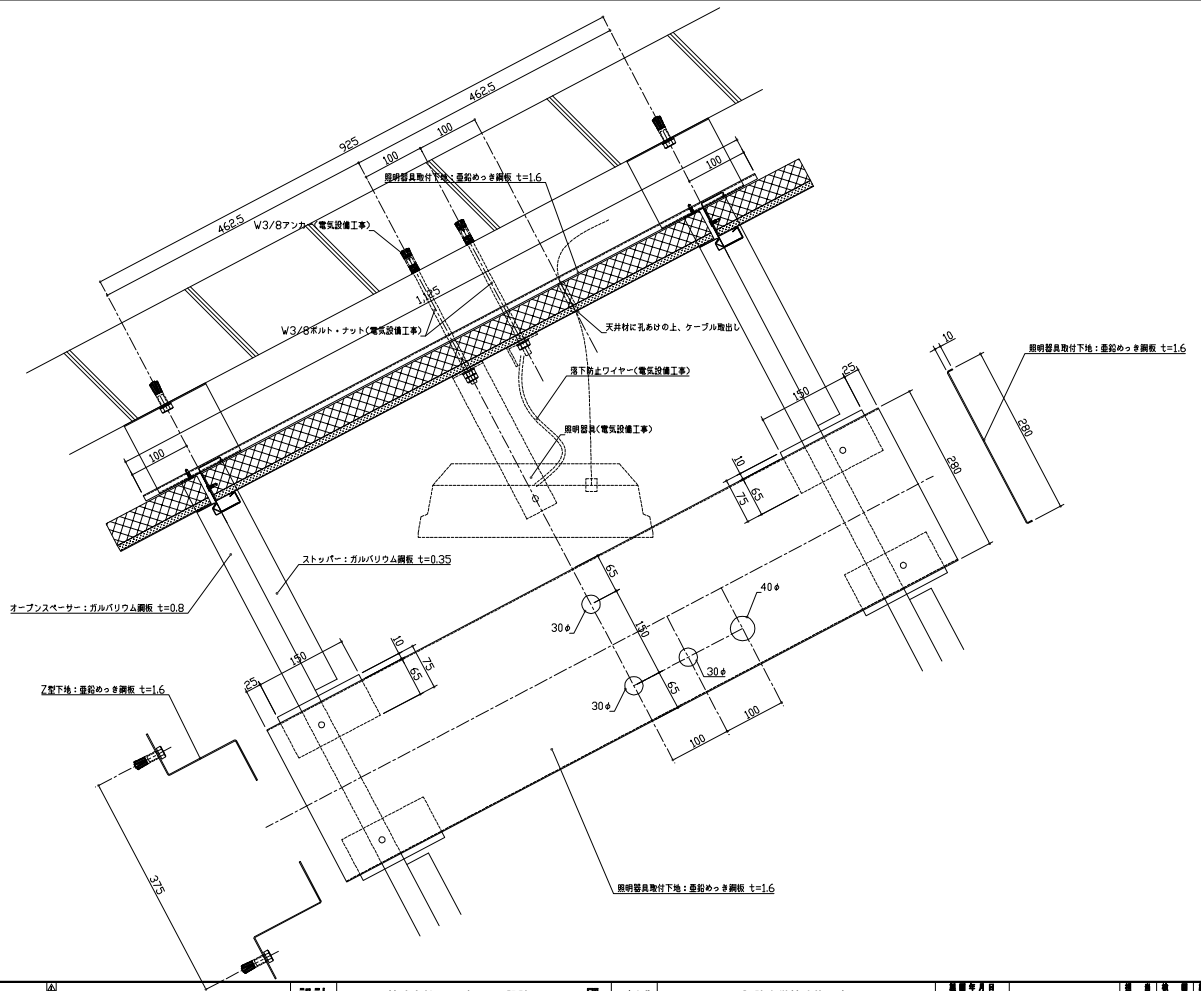 462.5
925
100
100
照明器具取付下地：亜鉛めっき鋼板 t=1.6
100
462.5
W3/8アンカー(電気設備工事)
1,125
W3/8ボルト・ナット(電気設備工事)
天井材に孔あけの上、ケーブル取出し
10
照明器具取付下地：亜鉛めっき鋼板 t=1.6
落下防止ワイヤー(電気設備工事)
25
150
280
照明器具(電気設備工事)
100
10
65
75
280
ストッパー：ガルバリウム鋼板 t=0.35
65
40φ
オープンスペーサー：ガルバリウム鋼板 t=0.8
30φ
150
10
75
65
150
30φ
25
65
30φ
Z型下地：亜鉛めっき鋼板 t=1.6
100
100
375
照明器具取付下地：亜鉛めっき鋼板 t=1.6